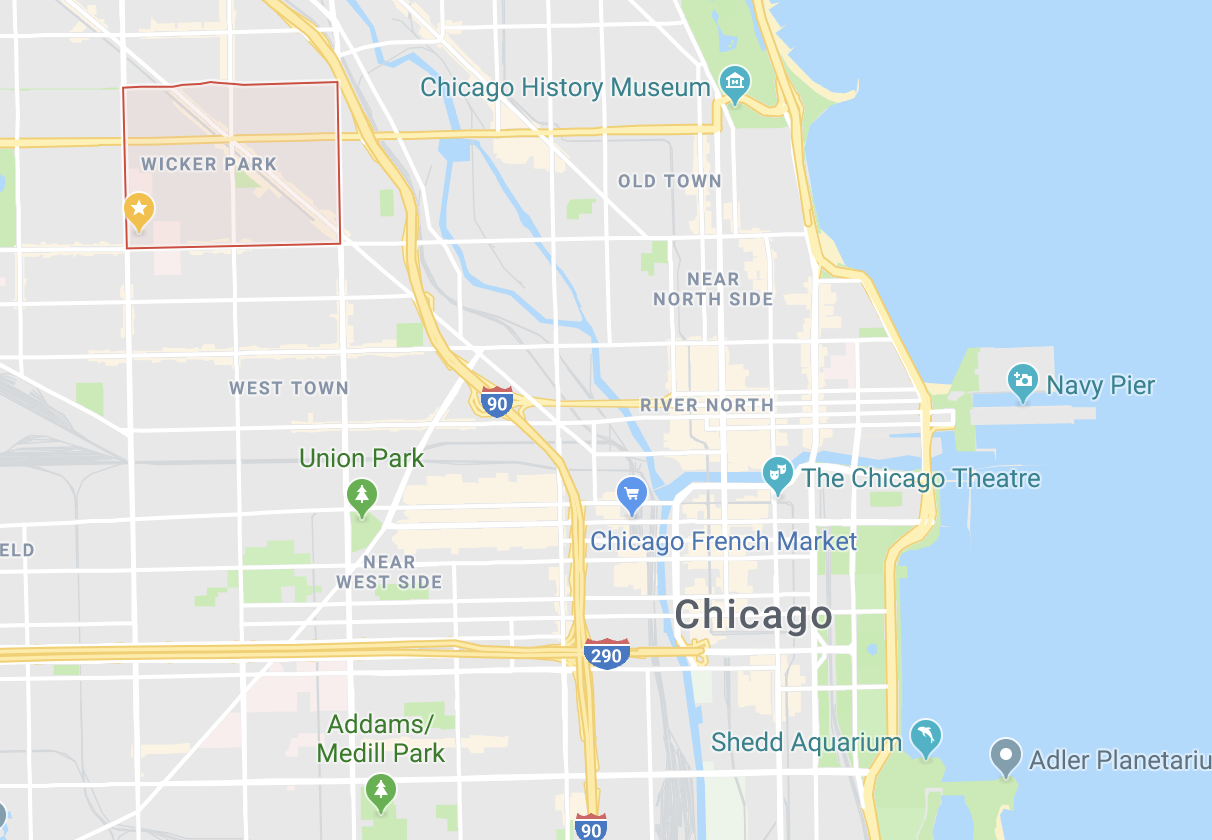 Chicago History Museum
WICKER PARK
OLD TOWN
NEAR
NORTH SIDE
WEST TOWN
Navy Pier
90
RIVER NORTH
Union Park
The Chicago Theatre
Chicago French Market
ELD
NEAR
WEST SIDE
Chicago
290
Addams/
Medill Park
Shedd Aquarium
Adler Planetariu
90